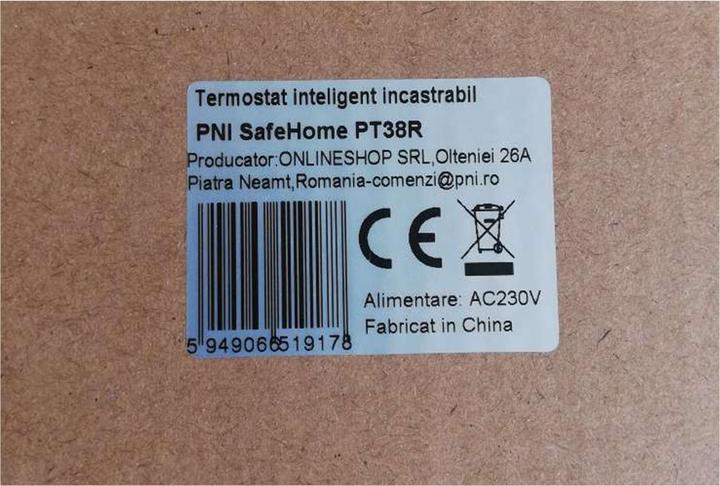 Termostat inteligent incastrabil
PNI SafeHome PT38R
Producator:ONLINESHOP SRL,Olteniei 26A
Piatra Neamt,Romania-comenzi@pni.ro
CE
Alimentare: AC230V
Fabricat in China
5 949066 519178